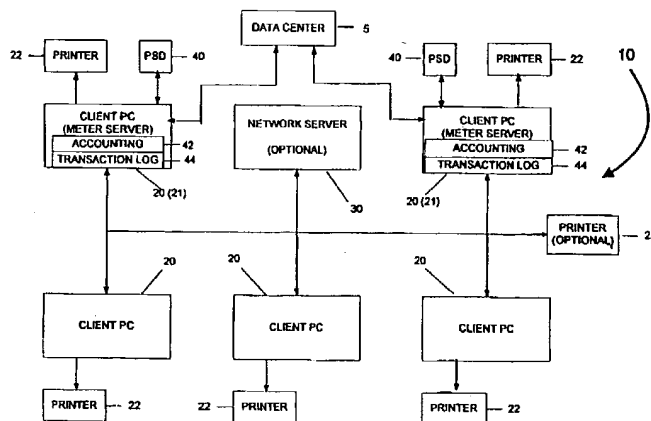 DATA CENTER 5
22 PRINTER PSD 40
40 PSD PRINTER 22
10
CLIENT PC
(METER SERVER)
ACCOUNTING 42
TRANSACTION LOG 44
20 (21)
NETWORK SERVER
(OPTIONAL)
30
CLIENT PC
(METER SERVER)
ACCOUNTING 42
TRANSACTION LOG 44
20 (21)
PRINTER
(OPTIONAL) 2
20
CLIENT PC
PRINTER 22
20
CLIENT PC
22 PRINTER
20
CLIENT PC
PRINTER 22